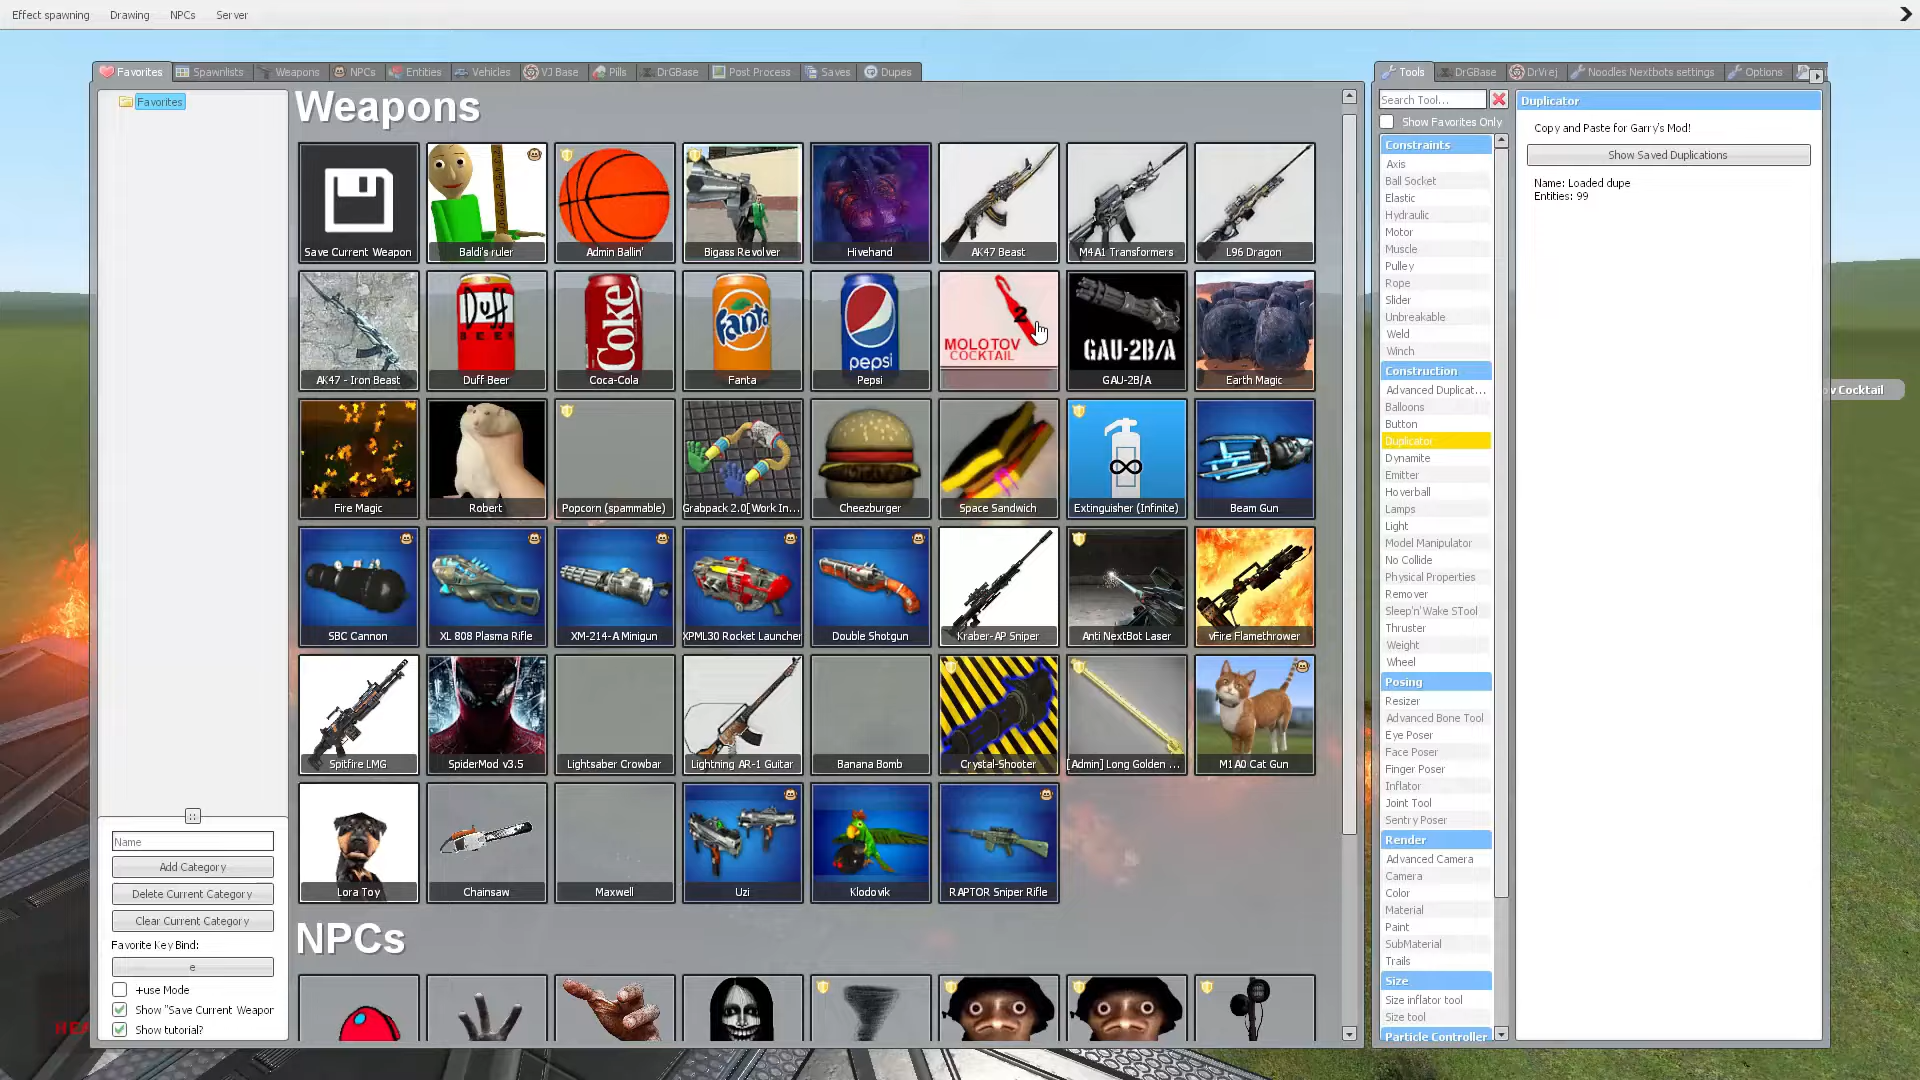 Effect spawning Drawing NPCs Server
Favorites Spawnlists Weapons NPCs Entities Vehicles VJ Base Pills DrGBase Post Process Saves Dupes
Tools DrGBase DrVrej Noodles Nextbots settings Options
Favorites
Weapons
Save Current Weapon Baldi's ruler Admin Ballin' Bigass Revolver Hivehand AK47 Beast M4A1 Transformers L96 Dragon
Duff
BEER
Coke
Fanta
pepsi
2
MOLOTOV
COCKTAIL
GAU-2B/A
AK47 - Iron Beast Duff Beer Coca-Cola Fanta Pepsi GAU-2B/A Earth Magic
Fire Magic Robert Popcorn (spammable) Grabpack 2.0[Work In... Cheezburger Space Sandwich Extinguisher (Infinite) Beam Gun
SBC Cannon XL 808 Plasma Rifle XM-214-A Minigun XPML30 Rocket Launcher Double Shotgun Kraber-AP Sniper Anti NextBot Laser vFire Flamethrower
Spitfire LMG SpiderMod v3.5 Lightsaber Crowbar Lightning AR-1 Guitar Banana Bomb Crystal-Shooter [Admin] Long Golden ... M1A0 Cat Gun
Lora Toy Chainsaw Maxwell Uzi Klodovik RAPTOR Sniper Rifle
NPCs
Name
Add Category
Delete Current Category
Clear Current Category
Favorite Key Bind:
e
+use Mode
Show "Save Current Weapon
Show tutorial?
Search Tool...
Show Favorites Only
Constraints
Axis
Ball Socket
Elastic
Hydraulic
Motor
Muscle
Pulley
Rope
Slider
Unbreakable
Weld
Winch
Construction
Advanced Duplicat...
Balloons
Button
Duplicator
Dynamite
Emitter
Hoverball
Lamps
Light
Model Manipulator
No Collide
Physical Properties
Remover
Sleep'n'Wake STool
Thruster
Weight
Wheel
Posing
Resizer
Advanced Bone Tool
Eye Poser
Face Poser
Finger Poser
Inflator
Joint Tool
Sentry Poser
Render
Advanced Camera
Camera
Color
Material
Paint
SubMaterial
Trails
Size
Size inflator tool
Size tool
Particle Controller
Duplicator
Copy and Paste for Garry's Mod!
Show Saved Duplications
Name: Loaded dupe
Entities: 99
ov Cocktail